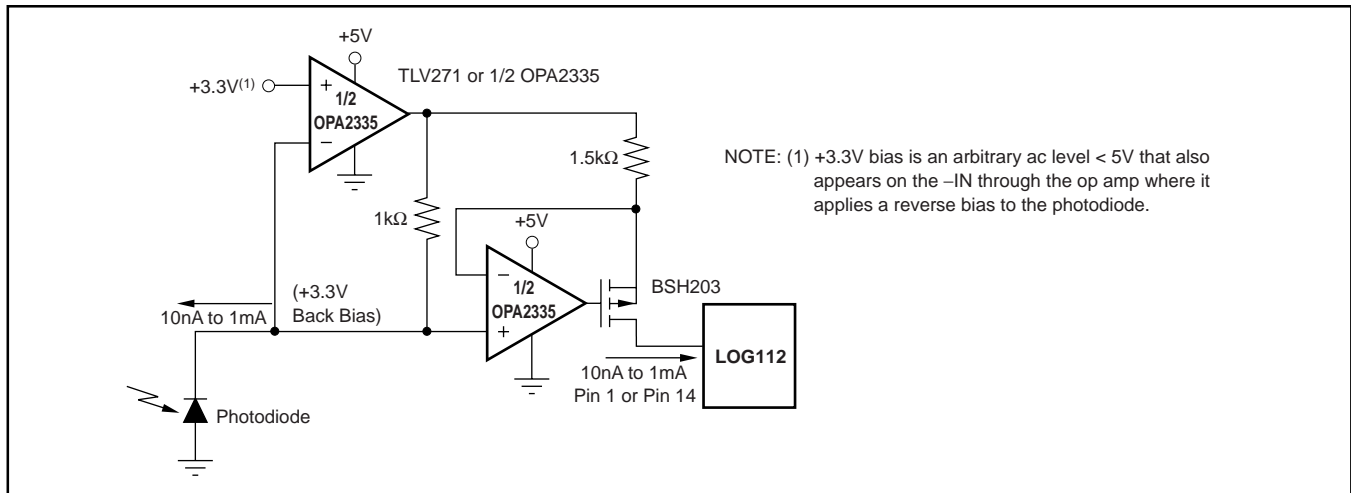 +5V
TLV271 or 1/2 OPA2335
+3.3V(1)
+
1/2
OPA2335
−
1.5kΩ
NOTE: (1) +3.3V bias is an arbitrary ac level < 5V that also
appears on the −IN through the op amp where it
applies a reverse bias to the photodiode.
1kΩ
+5V
−
1/2
OPA2335
+
BSH203
(+3.3V
Back Bias)
10nA to 1mA
LOG112
10nA to 1mA
Pin 1 or Pin 14
Photodiode